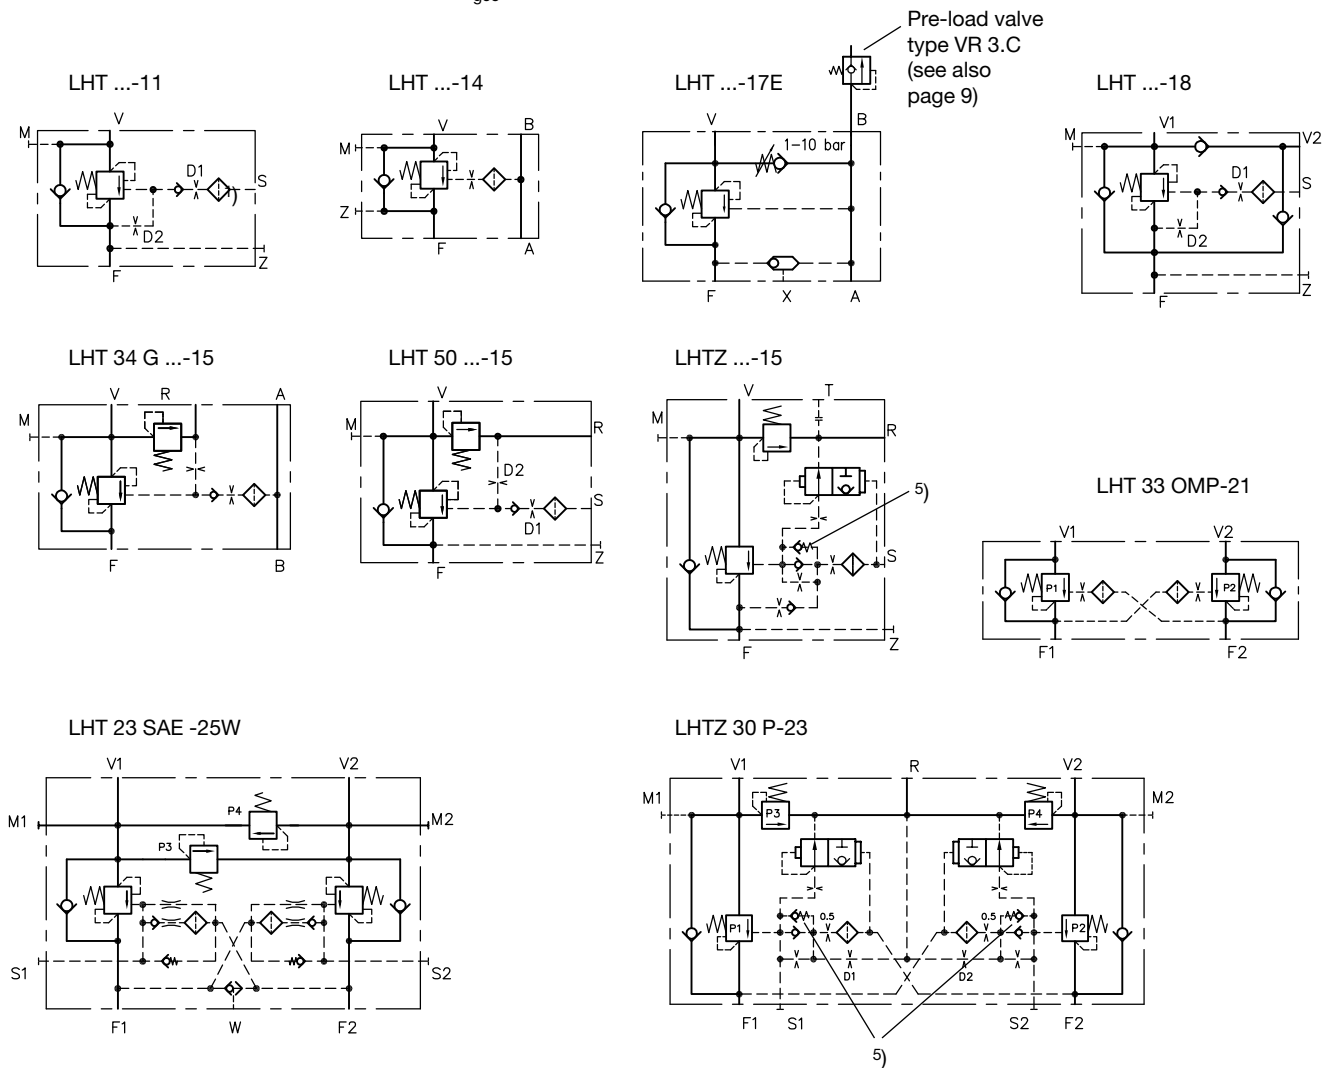 ges
Pre-load valve
type VR 3.C
(see also
page 9)
LHT ...-11
LHT ...-14
LHT ...-17E
LHT ...-18
V
M
D1
S
)
D2
F
Z
V
B
M
Z
F
A
V
B
1-10 bar
F
X
A
V1
M
V2
D1
S
D2
F
Z
LHT 34 G ...-15
LHT 50 ...-15
LHTZ ...-15
LHT 33 OMP-21
V
R
A
M
F
B
V
M
R
D2
D1
S
F
Z
V
T
M
R
5)
S
F
Z
V1
V2
P1
P2
F1
F2
LHT 23 SAE -25W
LHTZ 30 P-23
V1
V2
M1
P4
M2
P3
S1
S2
F1
W
F2
V1
R
V2
M1
P3
P4
M2
P1
0.5
0.5
P2
D1
D2
F1
S1
S2
F2
5)